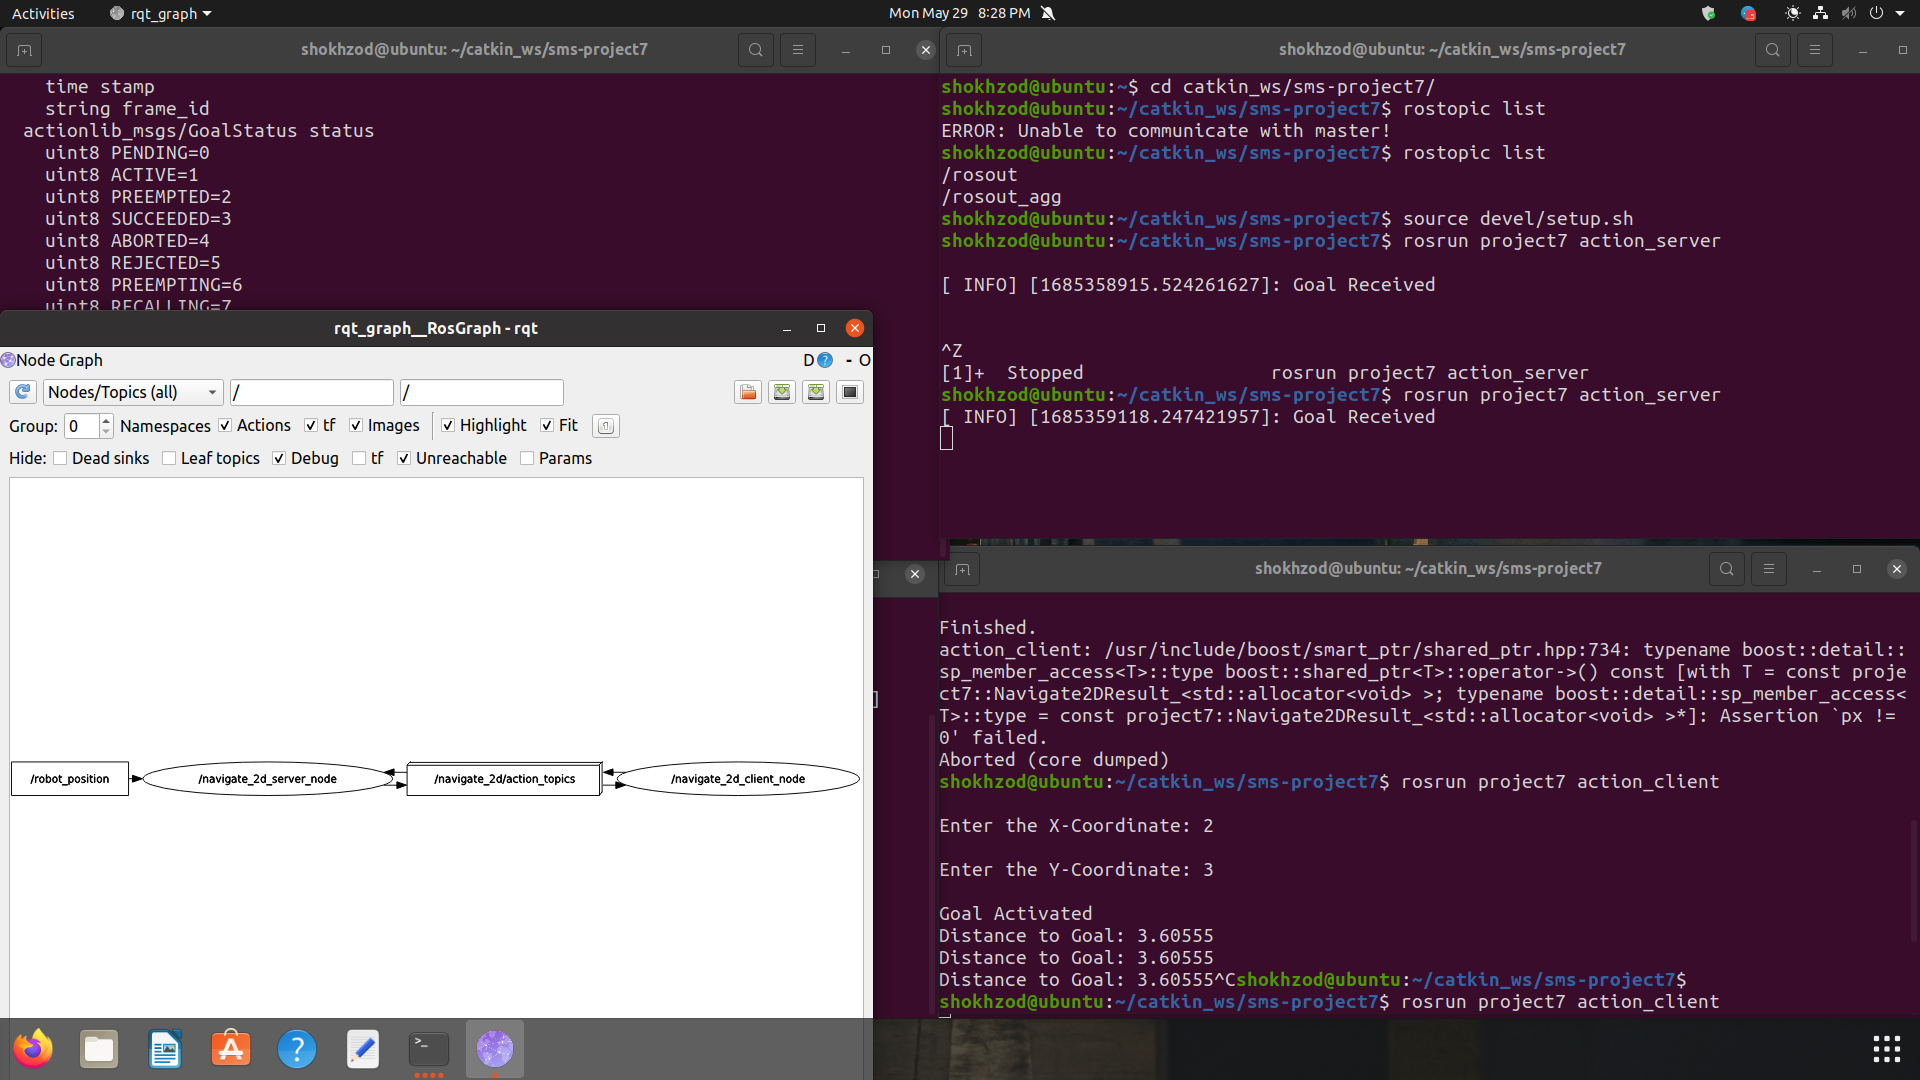 Activities
rqt_graph
Mon May 29 8:28 PM
shokhzod@ubuntu: ~/catkin_ws/sms-project7
time stamp
string frame_id
actionlib_msgs/GoalStatus status
uint8 PENDING=0
uint8 ACTIVE=1
uint8 PREEMPTED=2
uint8 SUCCEEDED=3
uint8 ABORTED=4
uint8 REJECTED=5
uint8 PREEMPTING=6
uint8 RECALLING=7
shokhzod@ubuntu: ~/catkin_ws/sms-project7
shokhzod@ubuntu:~$ cd catkin_ws/sms-project7/
shokhzod@ubuntu:~/catkin_ws/sms-project7$ rostopic list
ERROR: Unable to communicate with master!
shokhzod@ubuntu:~/catkin_ws/sms-project7$ rostopic list
/rosout
/rosout_agg
shokhzod@ubuntu:~/catkin_ws/sms-project7$ source devel/setup.sh
shokhzod@ubuntu:~/catkin_ws/sms-project7$ rosrun project7 action_server
[ INFO] [1685358915.524261627]: Goal Received
^Z
[1]+  Stopped                 rosrun project7 action_server
shokhzod@ubuntu:~/catkin_ws/sms-project7$ rosrun project7 action_server
[ INFO] [1685359118.247421957]: Goal Received
rqt_graph__RosGraph - rqt
Node Graph
D ? - O
Nodes/Topics (all) / /
Group: 0 Namespaces Actions tf Images Highlight Fit
Hide: Dead sinks Leaf topics Debug tf Unreachable Params
/robot_position
/navigate_2d_server_node
/navigate_2d/action_topics
/navigate_2d_client_node
]
shokhzod@ubuntu: ~/catkin_ws/sms-project7
Finished.
action_client: /usr/include/boost/smart_ptr/shared_ptr.hpp:734: typename boost::detail::
sp_member_access<T>::type boost::shared_ptr<T>::operator->() const [with T = const proje
ct7::Navigate2DResult_<std::allocator<void> >; typename boost::detail::sp_member_access<
T>::type = const project7::Navigate2DResult_<std::allocator<void> >*]: Assertion `px !=
0' failed.
Aborted (core dumped)
shokhzod@ubuntu:~/catkin_ws/sms-project7$ rosrun project7 action_client
Enter the X-Coordinate: 2
Enter the Y-Coordinate: 3
Goal Activated
Distance to Goal: 3.60555
Distance to Goal: 3.60555
Distance to Goal: 3.60555^Cshokhzod@ubuntu:~/catkin_ws/sms-project7$
shokhzod@ubuntu:~/catkin_ws/sms-project7$ rosrun project7 action_client